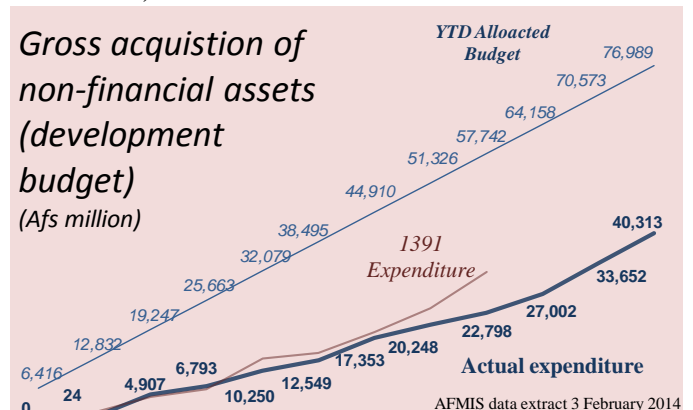 Gross acquistion of
non-financial assets
(development
budget)
(Afs million)
YTD Alloacted
Budget
76,989
70,573
64,158
57,742
51,326
44,910
38,495
32,079
25,663
19,247
12,832
6,416
1391
Expenditure
40,313
33,652
27,002
22,798
20,248
17,353
12,549
10,250
6,793
4,907
24
0
Actual expenditure
AFMIS data extract 3 February 2014